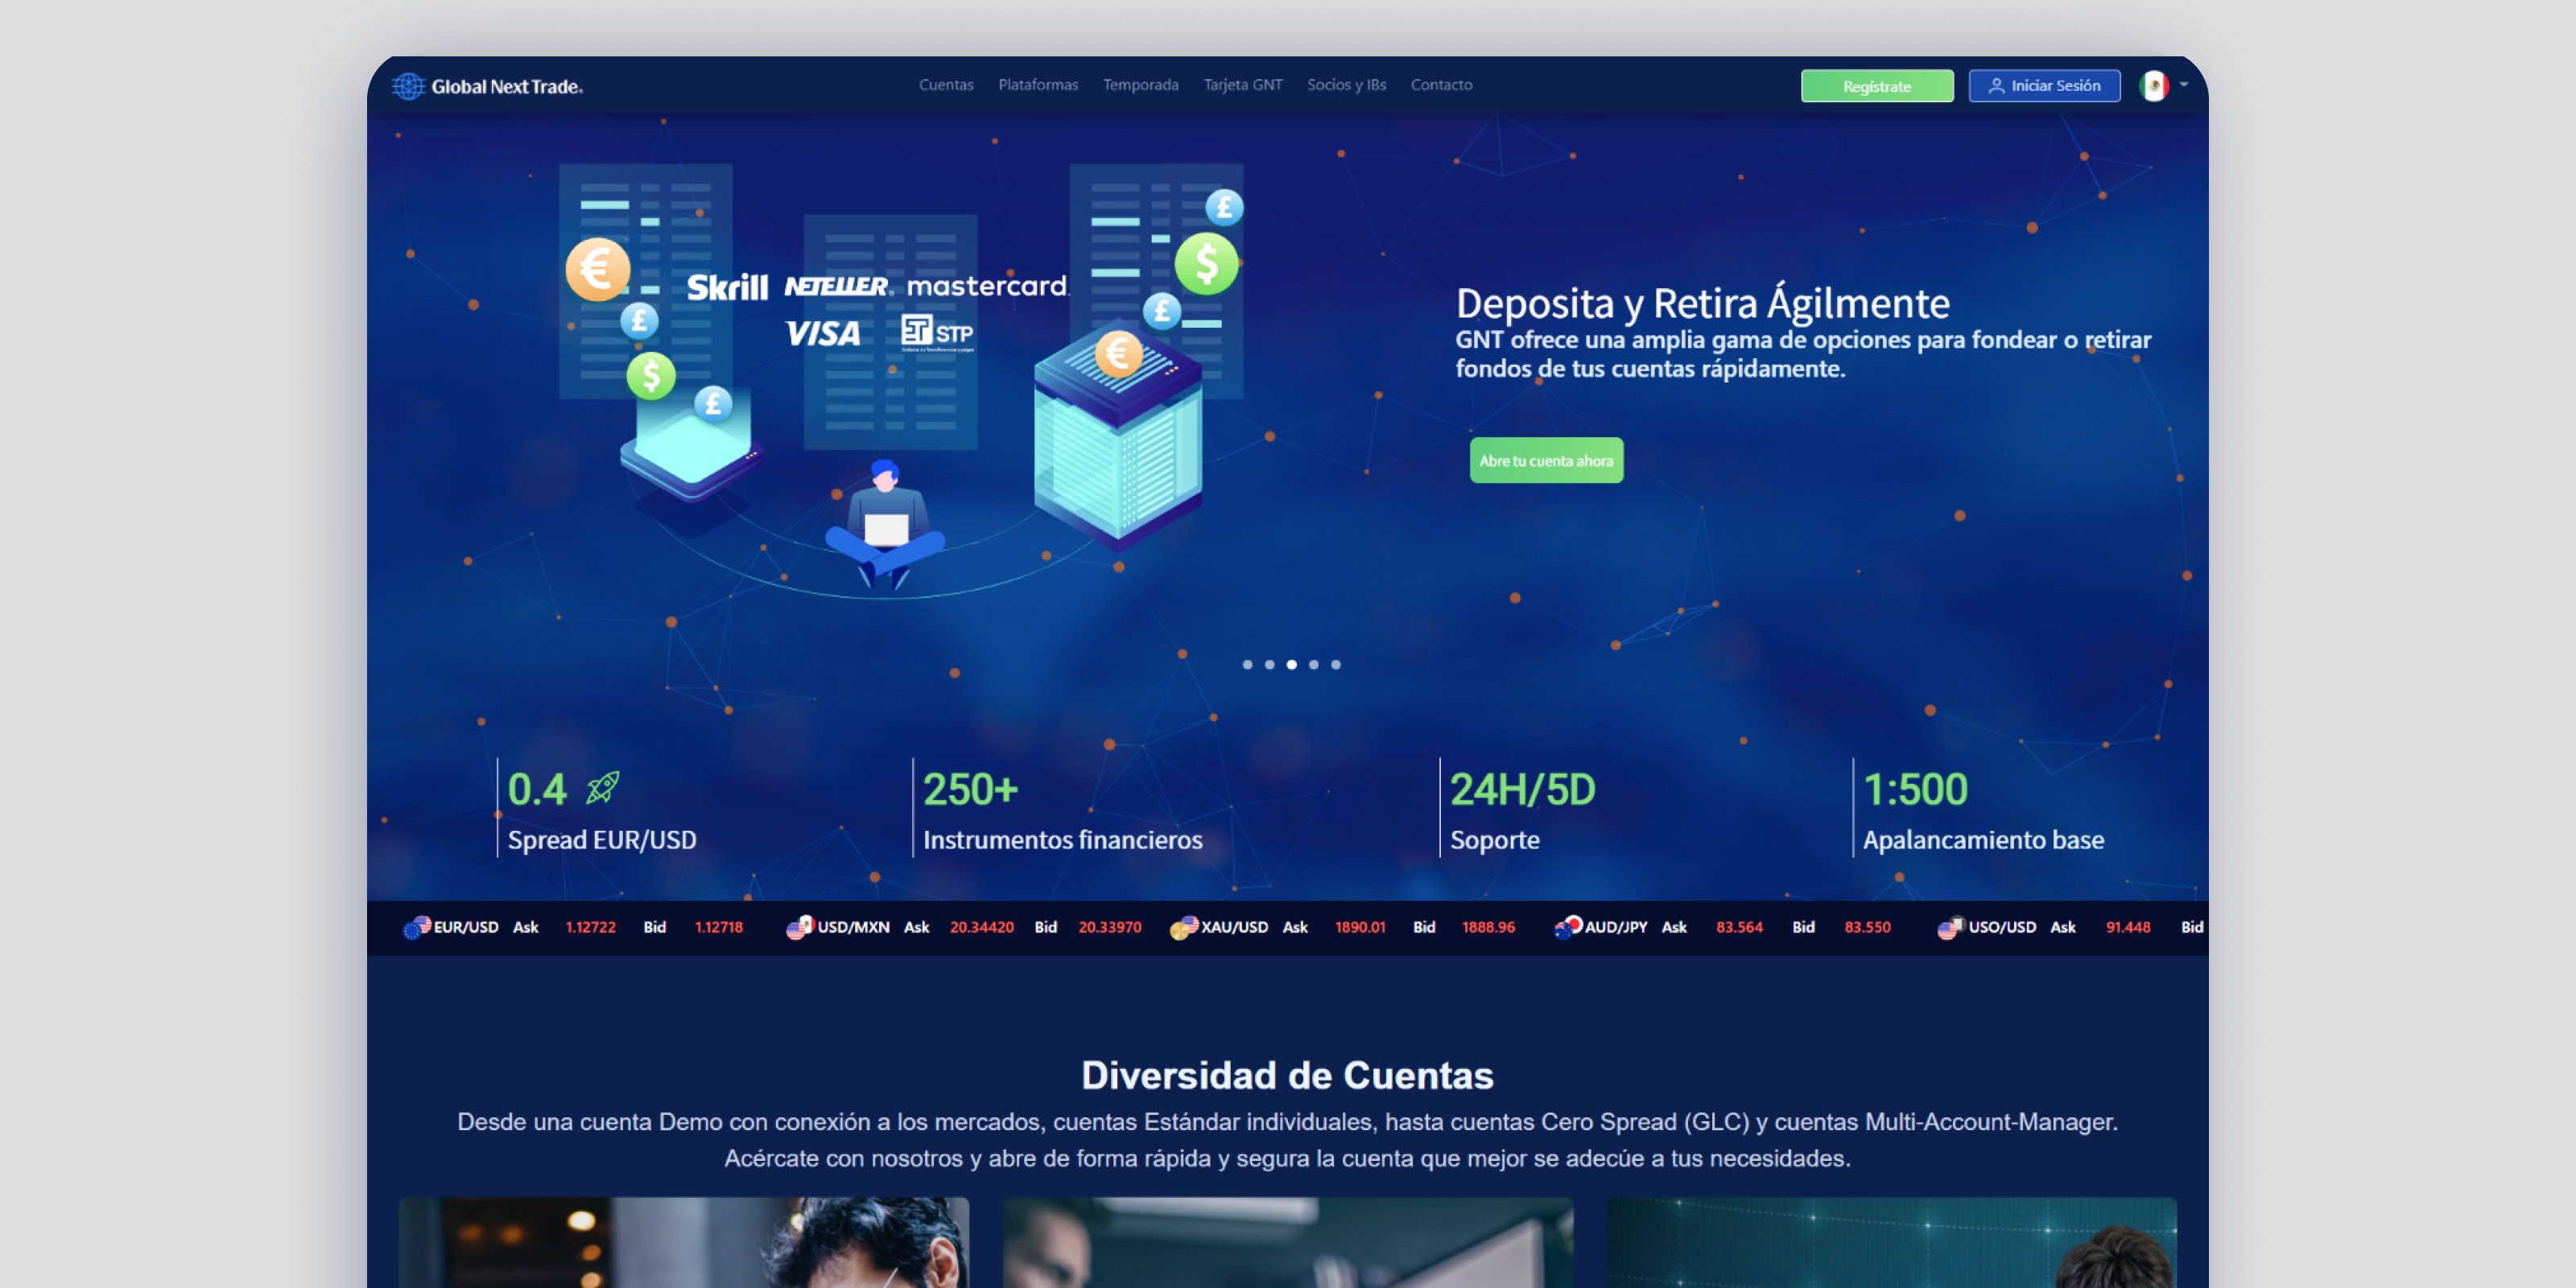 Global Next Trade.
Cuentas Plataformas Temporada Tarjeta GNT Socios y IBs Contacto
Regístrate
Iniciar Sesión
Skrill NETELLER. mastercard.
VISA STP
Deposita y Retira Ágilmente
GNT ofrece una amplia gama de opciones para fondear o retirar
fondos de tus cuentas rápidamente.
Abre tu cuenta ahora
0.4
Spread EUR/USD
250+
Instrumentos financieros
24H/5D
Soporte
1:500
Apalancamiento base
EUR/USD Ask 1.12722 Bid 1.12718 USD/MXN Ask 20.34420 Bid 20.33970 XAU/USD Ask 1890.01 Bid 1888.96 AUD/JPY Ask 83.564 Bid 83.550 USO/USD Ask 91.448 Bid
Diversidad de Cuentas
Desde una cuenta Demo con conexión a los mercados, cuentas Estándar individuales, hasta cuentas Cero Spread (GLC) y cuentas Multi-Account-Manager.
Acércate con nosotros y abre de forma rápida y segura la cuenta que mejor se adecúe a tus necesidades.